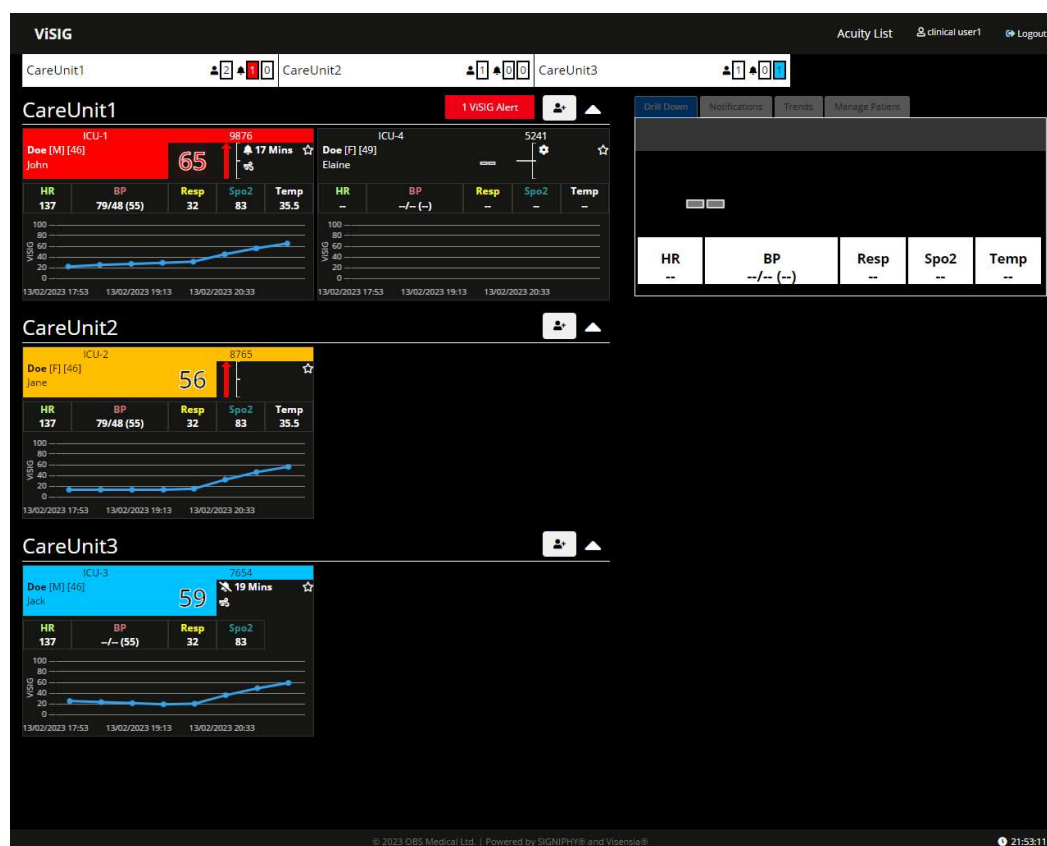 ViSIG Acuity List clinical user1 Logout
CareUnit1 2 1 0 CareUnit2 1 0 0 CareUnit3 1 0 1
CareUnit1 1 ViSIG Alert
Drill Down Notifications Trends Manage Patient
ICU-1 9876
Doe [M] [46] 17 Mins
John 65
HR BP Resp Spo2 Temp
137 79/48 (55) 32 83 35.5
100
80
60
40
20
0
ViSIG
13/02/2023 17:53 13/02/2023 19:13 13/02/2023 20:33
ICU-4 5241
Doe [F] [49]
Elaine --
HR BP Resp Spo2 Temp
-- --/-- (--) -- -- --
100
80
60
40
20
0
ViSIG
13/02/2023 17:53 13/02/2023 19:13 13/02/2023 20:33
--
HR BP Resp Spo2 Temp
-- --/-- (--) -- -- --
CareUnit2
ICU-2 8765
Doe [F] [46]
Jane 56
HR BP Resp Spo2 Temp
137 79/48 (55) 32 83 35.5
100
80
60
40
20
0
ViSIG
13/02/2023 17:53 13/02/2023 19:13 13/02/2023 20:33
CareUnit3
ICU-3 7654
Doe [M] [46] 19 Mins
Jack 59
HR BP Resp Spo2
137 --/-- (55) 32 83
100
80
60
40
20
0
ViSIG
13/02/2023 17:53 13/02/2023 19:13 13/02/2023 20:33
© 2023 OBS Medical Ltd. | Powered by SIGNIPHY® and Visensia® 21:53:11